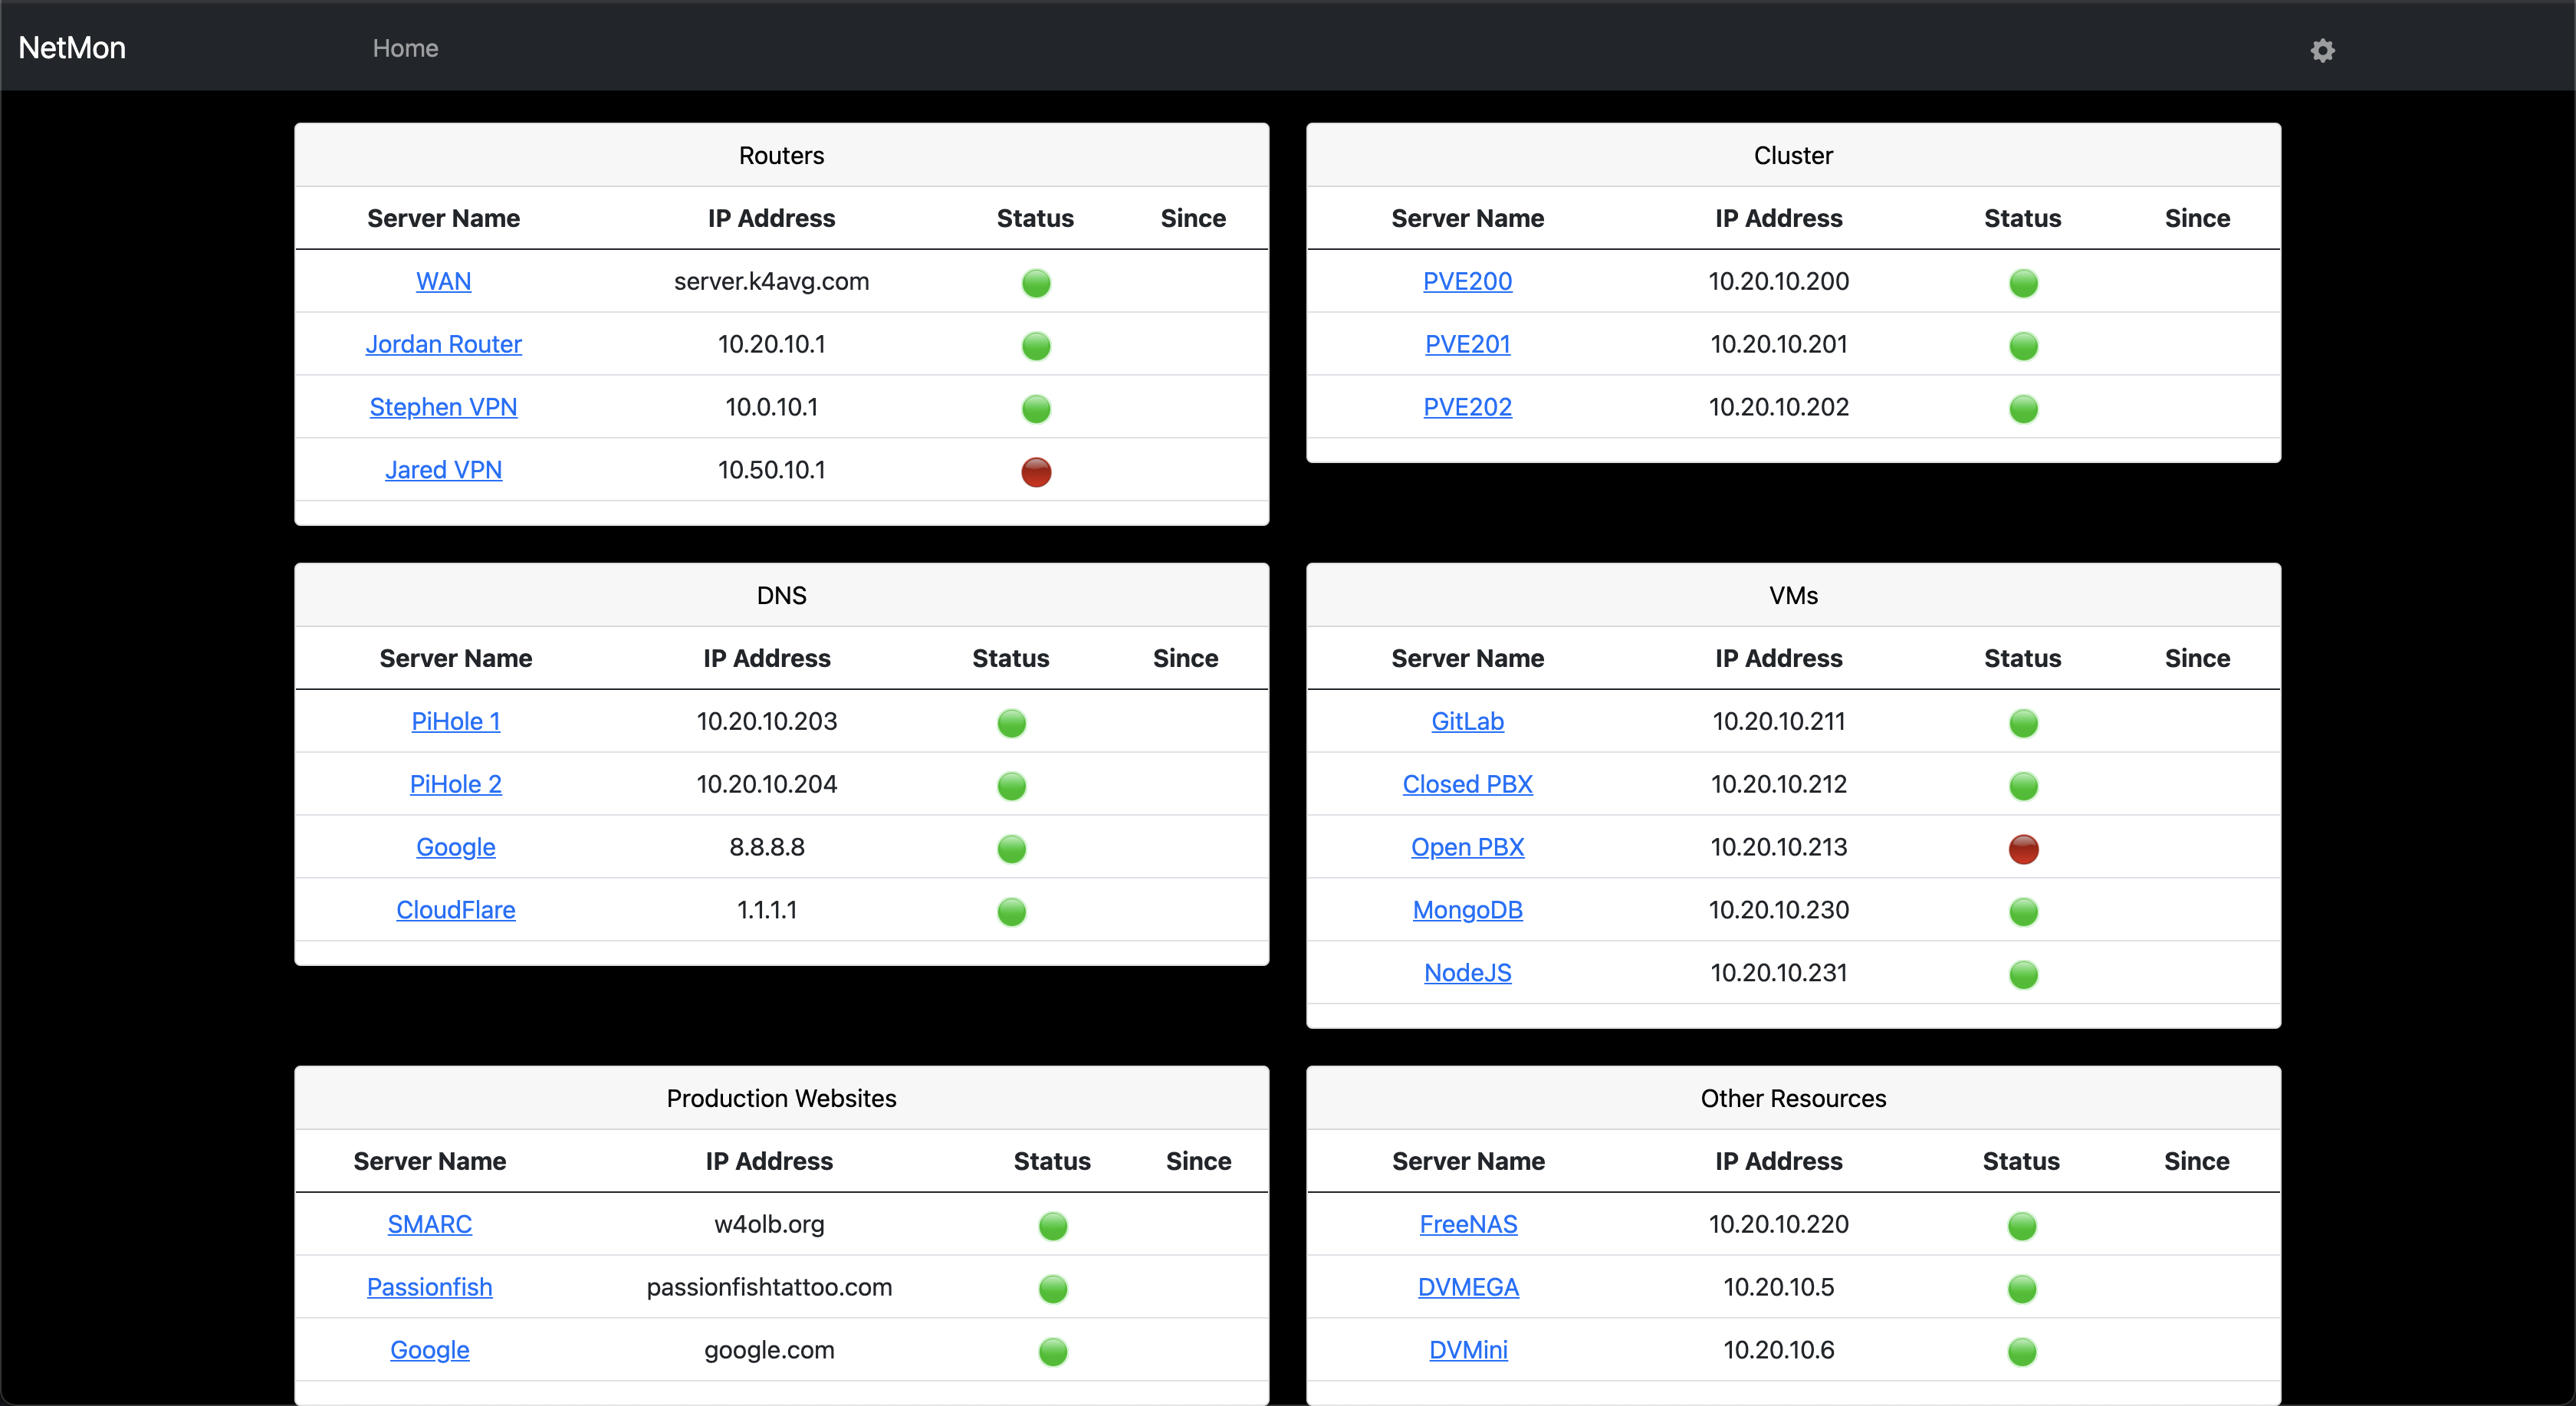 NetMon Home
Routers
Server Name IP Address Status Since
WAN server.k4avg.com
Jordan Router 10.20.10.1
Stephen VPN 10.0.10.1
Jared VPN 10.50.10.1
Cluster
Server Name IP Address Status Since
PVE200 10.20.10.200
PVE201 10.20.10.201
PVE202 10.20.10.202
DNS
Server Name IP Address Status Since
PiHole 1 10.20.10.203
PiHole 2 10.20.10.204
Google 8.8.8.8
CloudFlare 1.1.1.1
VMs
Server Name IP Address Status Since
GitLab 10.20.10.211
Closed PBX 10.20.10.212
Open PBX 10.20.10.213
MongoDB 10.20.10.230
NodeJS 10.20.10.231
Production Websites
Server Name IP Address Status Since
SMARC w4olb.org
Passionfish passionfishtattoo.com
Google google.com
Other Resources
Server Name IP Address Status Since
FreeNAS 10.20.10.220
DVMEGA 10.20.10.5
DVMini 10.20.10.6